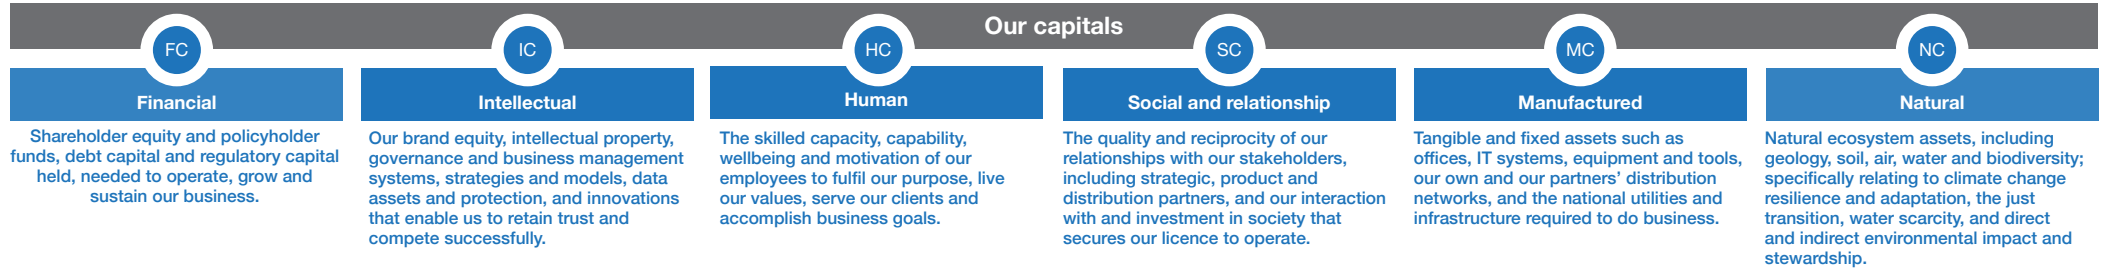 Our capitals
FC
Financial
Shareholder equity and policyholder
funds, debt capital and regulatory capital
held, needed to operate, grow and
sustain our business.
IC
Intellectual
Our brand equity, intellectual property,
governance and business management
systems, strategies and models, data
assets and protection, and innovations
that enable us to retain trust and
compete successfully.
HC
Human
The skilled capacity, capability,
wellbeing and motivation of our
employees to fulfil our purpose, live
our values, serve our clients and
accomplish business goals.
SC
Social and relationship
The quality and reciprocity of our
relationships with our stakeholders,
including strategic, product and
distribution partners, and our interaction
with and investment in society that
secures our licence to operate.
MC
Manufactured
Tangible and fixed assets such as
offices, IT systems, equipment and tools,
our own and our partners’ distribution
networks, and the national utilities and
infrastructure required to do business.
NC
Natural
Natural ecosystem assets, including
geology, soil, air, water and biodiversity;
specifically relating to climate change
resilience and adaptation, the just
transition, water scarcity, and direct
and indirect environmental impact and
stewardship.